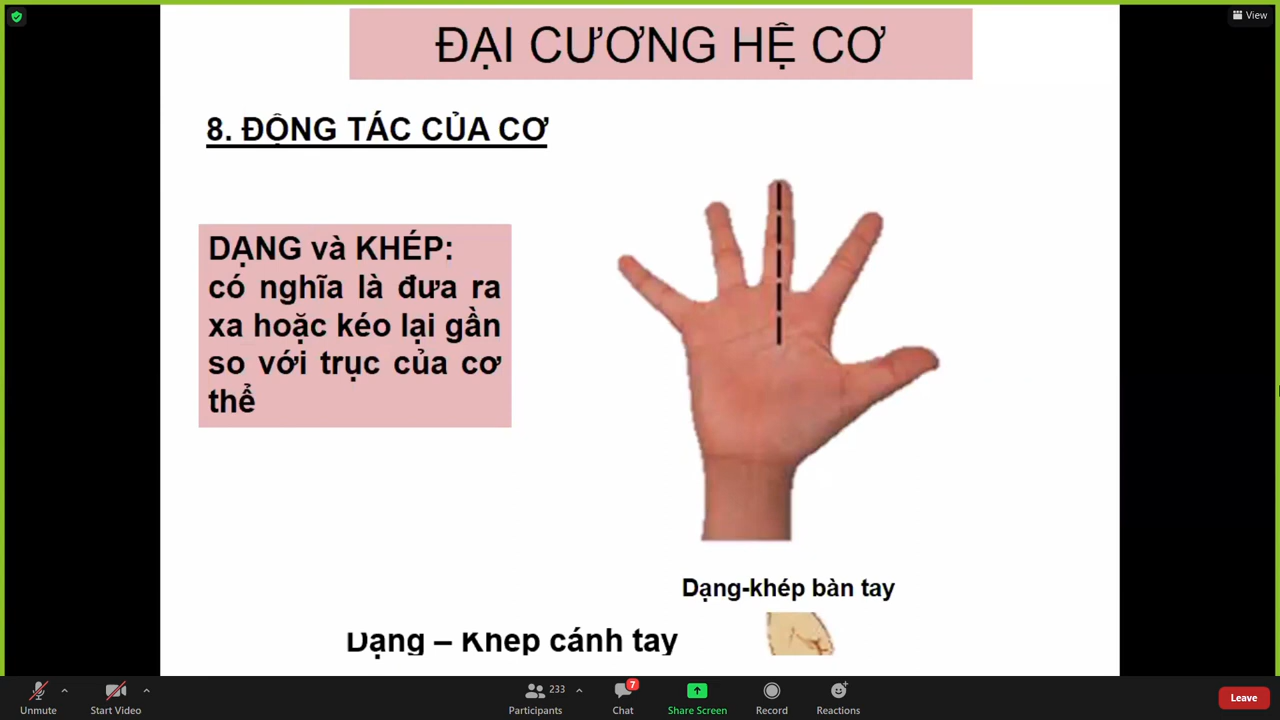 View
ĐẠI CƯƠNG HỆ CƠ
8. ĐỘNG TÁC CỦA CƠ
DẠNG và KHÉP:
có nghĩa là đưa ra
xa hoặc kéo lại gần
so với trục của cơ
thể
Dạng-khép bàn tay
Dạng – Khép cánh tay
Unmute
Start Video
233
Participants
7
Chat
Share Screen
Record
Reactions
Leave